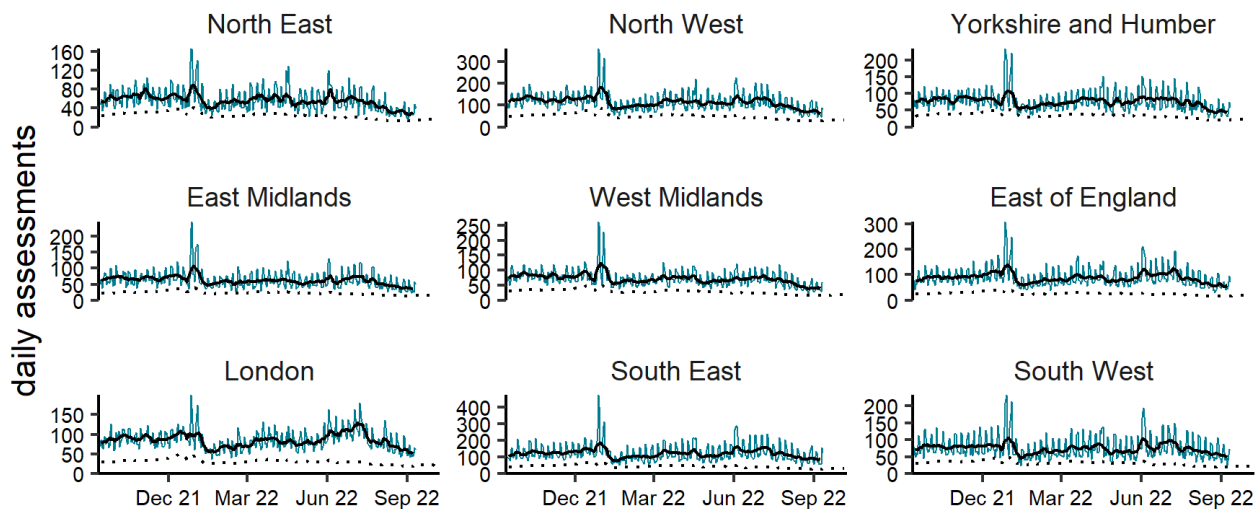 North East North West Yorkshire and Humber
160 120 80 40 0
300 200 100 0
200 150 100 50 0
daily assessments
East Midlands West Midlands East of England
200 150 100 50 0
250 200 150 100 50 0
300 200 100 0
London South East South West
150 100 50 0
400 300 200 100 0
200 150 100 50 0
Dec 21 Mar 22 Jun 22 Sep 22 Dec 21 Mar 22 Jun 22 Sep 22 Dec 21 Mar 22 Jun 22 Sep 22